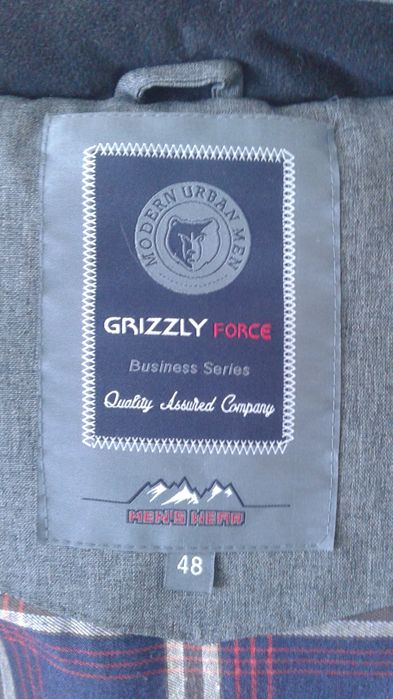 MODERN URBAN MEN
GRIZZLY FORCE
Business Series
Quality Assured Company
MEN'S WEAR
48